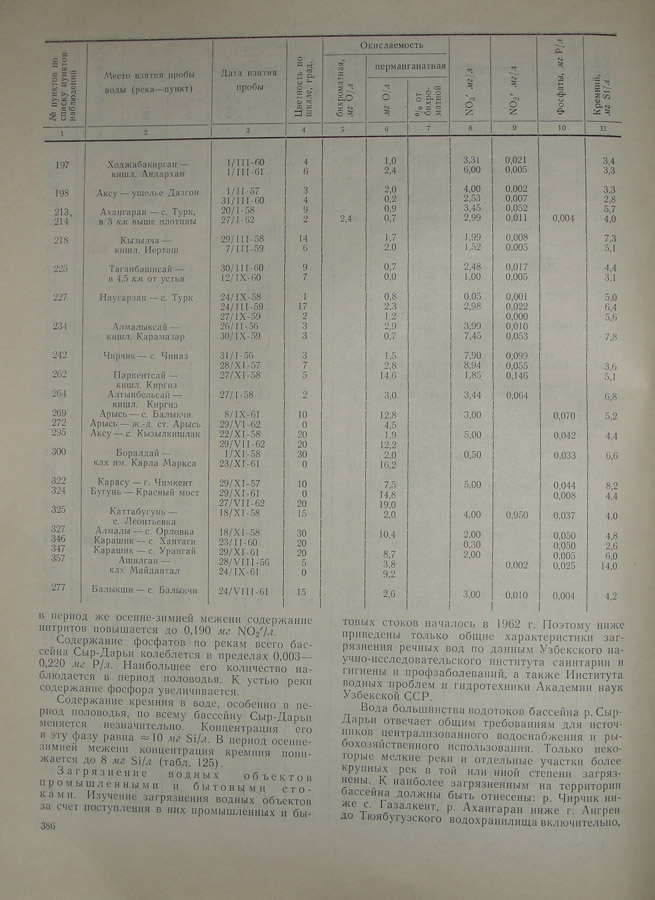 № пунктов по списку пунктов наблюдений | Место взятия пробы воды (река—пункт) | Дата взятия пробы | Цветность по шкале, град. | Окисляемость | NO₃′ мг/л | NO₂′ мг/л | Фосфаты, мг P/л | Кремний, мг Si/л
бихроматная, мг O/л | перманганатная
мг O/л | % от бихроматной
1 2 3 4 5 6 7 8 9 10 11
197 Ходжабакирган — 1/III-60 4 1,0 3,31 0,021 3,4
кишл. Андархан 1/III-61 6 2,4 6,00 0,005 3,3
198 Аксу — ущелье Дазгон 1/II-57 3 2,0 4,00 0,002 3,3
31/III-60 4 0,2 2,53 0,007 2,8
213, Ахангаран — с. Турк, 20/I-58 9 0,9 3,45 0,052 5,7
214 в 3 км выше плотины 27/I-62 2 2,4 0,7 2,99 0,011 0,004 4,0
218 Кызылча — 29/III-58 14 1,7 1,99 0,008 7,3
кишл. Иерташ 7/III-59 6 2,0 1,52 0,005 5,1
225 Таганбашисай — 30/III-60 9 0,7 2,48 0,017 4,4
в 4,5 км от устья 12/IX-60 7 0,0 1,00 0,005 3,1
227 Наугарзан — с. Турк 24/IX-58 1 0,8 0,05 0,001 5,0
24/III-59 17 2,3 2,98 0,022 6,4
27/IX-59 2 1,2 0,000 5,6
234 Алмалыксай — 26/II-56 3 2,9 3,99 0,010
кишл. Карамазар 30/IX-59 3 0,7 7,45 0,053 7,8
242 Чирчик — с. Чиназ 31/I-56 3 1,5 7,90 0,099
28/XI-57 7 2,8 8,94 0,055 3,6
262 Паркентсай — 27/XI-58 5 14,6 1,85 0,146 5,1
кишл. Киргиз
264 Алтынбельсай — 27/I-58 2 3,0 3,44 0,064 6,8
кишл. Киргиз
269 Арысь — с. Балыкчи 8/IX-61 10 12,8 3,00 0,070 5,2
272 Арысь — ж.-д. ст. Арысь 29/VI-62 0 4,5
295 Аксу — с. Кызылкишлак 22/XI-58 20 1,9 5,00 0,042 4,4
29/VII-62 20 12,2
300 Боралдай — 1/XI-58 30 2,0 0,50 0,033 6,6
клх им. Карла Маркса 23/XI-61 0 16,2
322 Карасу — г. Чимкент 29/XI-57 10 7,5 5,00 0,044 8,2
324 Бугунь — Красный мост 29/XI-61 0 14,8 0,008 4,4
27/VII-62 20 19,0
325 Каттабугунь — 18/XI-58 15 2,0 4,00 0,950 0,037 4,0
с. Леонтьевка
327 Алмалы — с. Орловка 18/XI-58 30 10,4 2,00 0,050 4,8
346 Карашик — с. Хантаги 23/II-60 20 0,30 0,050 2,6
347 Карашик — с. Урангай 29/XI-61 20 8,7 2,00 0,005 6,0
357 Ашилган — 28/VIII-56 5 3,8 0,002 0,025 14,0
клх Майдантал 24/IX-61 0 9,2
277 Балыкши — с. Балыкчи 24/VIII-61 15 2,6 3,00 0,010 0,004 4,2
в период же осенне-зимней межени содержание
нитритов повышается до 0,190 мг NO₂′/л.
Содержание фосфатов по рекам всего бас-
сейна Сыр-Дарьи колеблется в пределах 0,003—
0,220 мг P/л. Наибольшее его количество на-
блюдается в период половодья. К устью реки
содержание фосфора увеличивается.
Содержание кремния в воде, особенно в пе-
риод половодья, по всему бассейну Сыр-Дарьи
меняется незначительно. Концентрация его
в эту фазу равна ≈10 мг Si/л. В период осенне-
зимней межени концентрация кремния пони-
жается до 8 мг Si/л (табл. 125).
Загрязнение водных объектов
промышленными и бытовыми сто-
ками. Изучение загрязнения водных объектов
за счет поступления в них промышленных и бы-
386
товых стоков началось в 1962 г. Поэтому ниже
приведены только общие характеристики заг-
рязнения речных вод по данным Узбекского на-
учно-исследовательского института санитарии и
гигиены и профзаболеваний, а также Института
водных проблем и гидротехники Академии наук
Узбекской ССР.
Вода большинства водотоков бассейна р. Сыр-
Дарьи отвечает общим требованиям для источ-
ников централизованного водоснабжения и ры-
бохозяйственного использования. Только неко-
торые мелкие реки и отдельные участки более
крупных рек в той или иной степени загряз-
нены. К наиболее загрязненным на территории
бассейна должны быть отнесены: р. Чирчик ни-
же с. Газалкент, р. Ахангаран ниже г. Ангрен
до Тюябугузского водохранилища включительно,